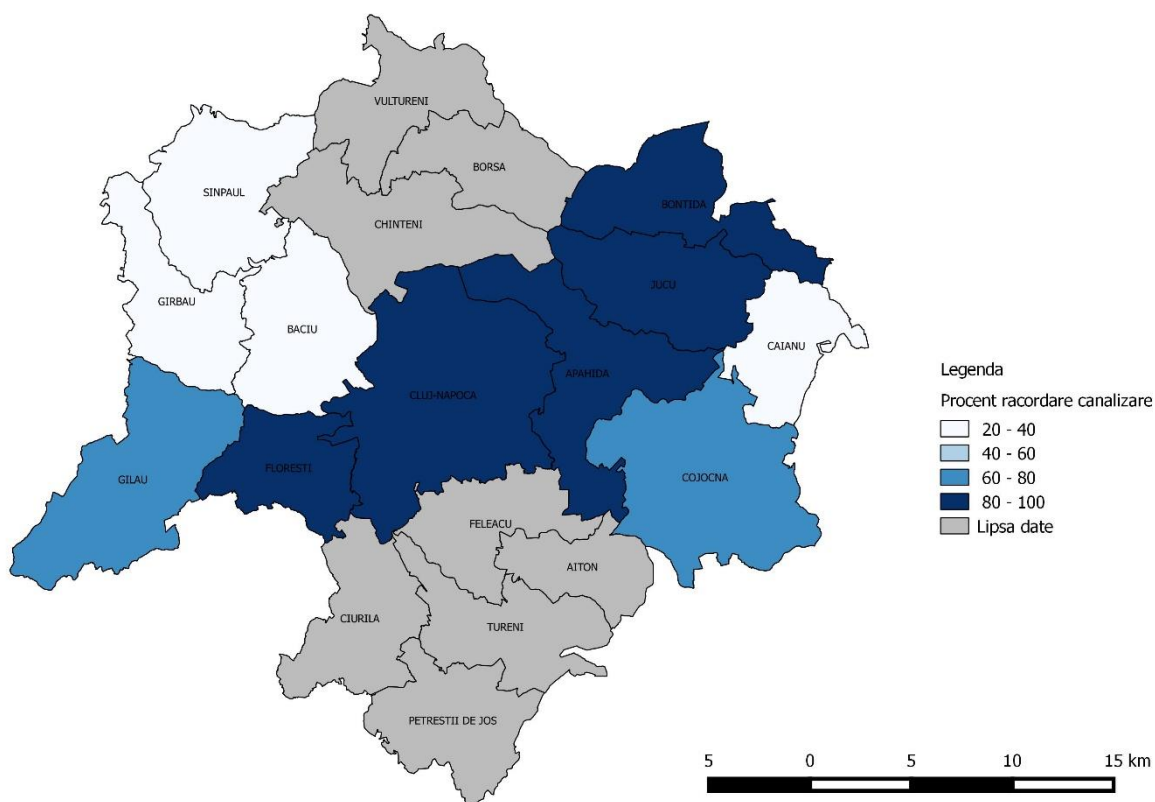 VULTURENI
BORSA
SINPAUL
BONTIDA
CHINTENI
JUCU
GIRBAU
BACIU
CAIANU
APAHIDA
CLUJ-NAPOCA
FLORESTI
GILAU
COJOCNA
FELEACU
AITON
CIURILA
TURENI
PETRESTII DE JOS
Legenda
Procent racordare canalizare
20 - 40
40 - 60
60 - 80
80 - 100
Lipsa date
5 0 5 10 15 km